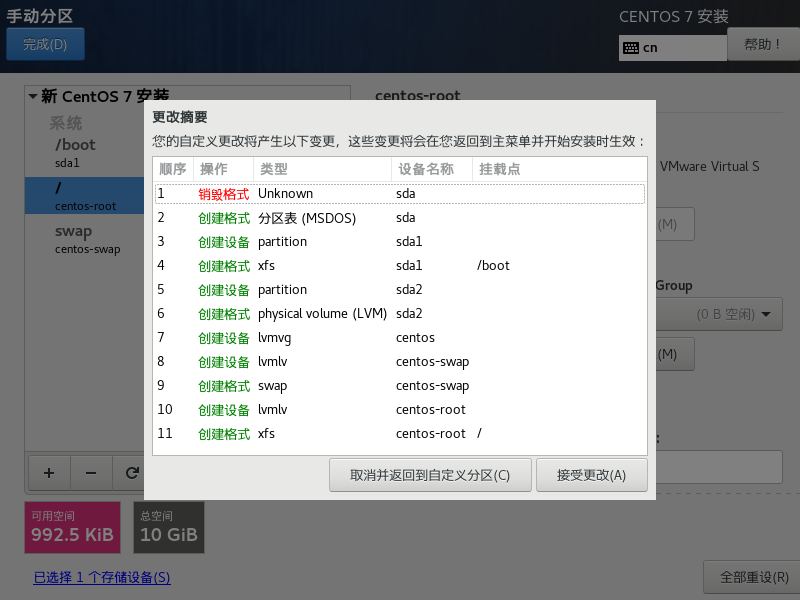 手动分区
CENTOS 7 安装
完成(D)
cn
帮助！
新 CentOS 7 安装
centos-root
系统
/boot
sda1
/
centos-root
swap
centos-swap
VMware Virtual S
(M)
Group
(0 B 空闲)
(M)
:
更改摘要
您的自定义更改将产生以下变更，这些变更将会在您返回到主菜单并开始安装时生效：
顺序 操作 类型 设备名称 挂载点
1 销毁格式 Unknown sda
2 创建格式 分区表 (MSDOS) sda
3 创建设备 partition sda1
4 创建格式 xfs sda1 /boot
5 创建设备 partition sda2
6 创建格式 physical volume (LVM) sda2
7 创建设备 lvmvg centos
8 创建设备 lvmlv centos-swap
9 创建格式 swap centos-swap
10 创建设备 lvmlv centos-root
11 创建格式 xfs centos-root /
取消并返回到自定义分区(C) 接受更改(A)
+ −
可用空间
992.5 KiB
总空间
10 GiB
已选择 1 个存储设备(S)
全部重设(R)